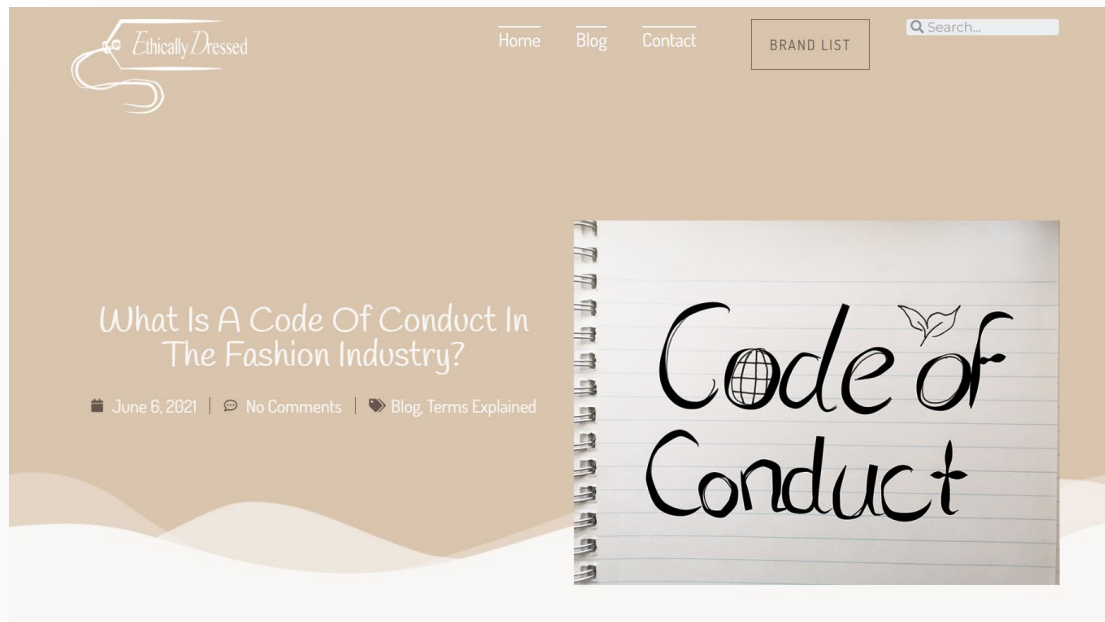 Ethically Dressed
Home
Blog
Contact
BRAND LIST
Search...
What Is A Code Of Conduct In
The Fashion Industry?
June 6, 2021
No Comments
Blog, Terms Explained
Code of
Conduct